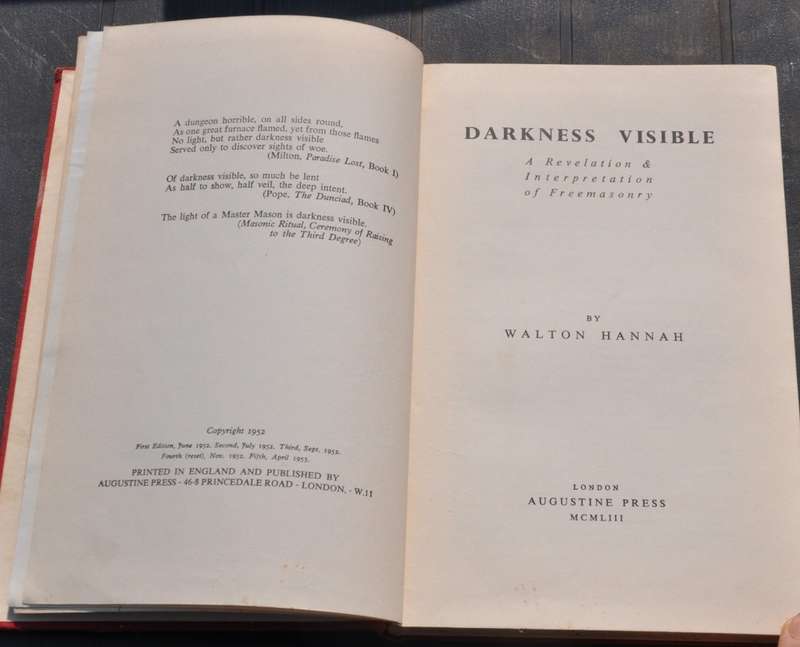 A dungeon horrible, on all sides round,
As one great furnace flamed, yet from those flames
No light, but rather darkness visible
Served only to discover sights of woe.
(Milton, Paradise Lost, Book I)
Of darkness visible, so much be lent
As half to show, half veil, the deep intent.
(Pope, The Dunciad, Book IV)
The light of a Master Mason is darkness visible.
(Masonic Ritual, Ceremony of Raising
to the Third Degree)
Copyright 1952
First Edition, June 1952. Second, July 1952. Third, Sept. 1952.
Fourth (reset), Nov. 1952. Fifth, April 1953.
PRINTED IN ENGLAND AND PUBLISHED BY
AUGUSTINE PRESS - 46-8 PRINCEDALE ROAD - LONDON, - W.11
DARKNESS VISIBLE
A Revelation &
Interpretation
of Freemasonry
BY
WALTON HANNAH
LONDON
AUGUSTINE PRESS
MCMLIII